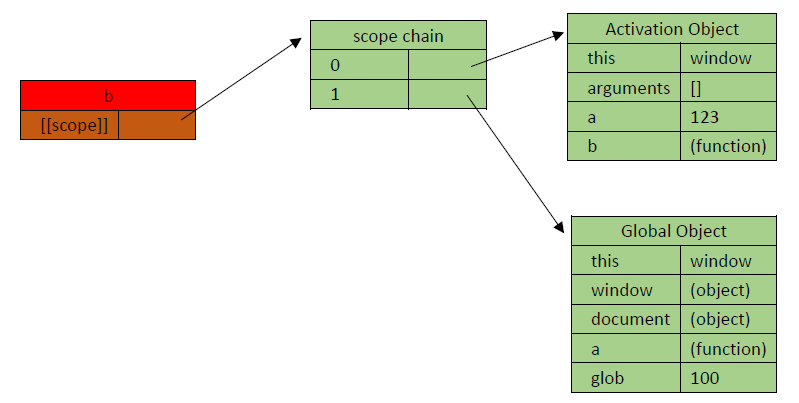 b
[[scope]]
scope chain
0
1
Activation Object
this window
arguments []
a 123
b (function)
Global Object
this window
window (object)
document (object)
a (function)
glob 100